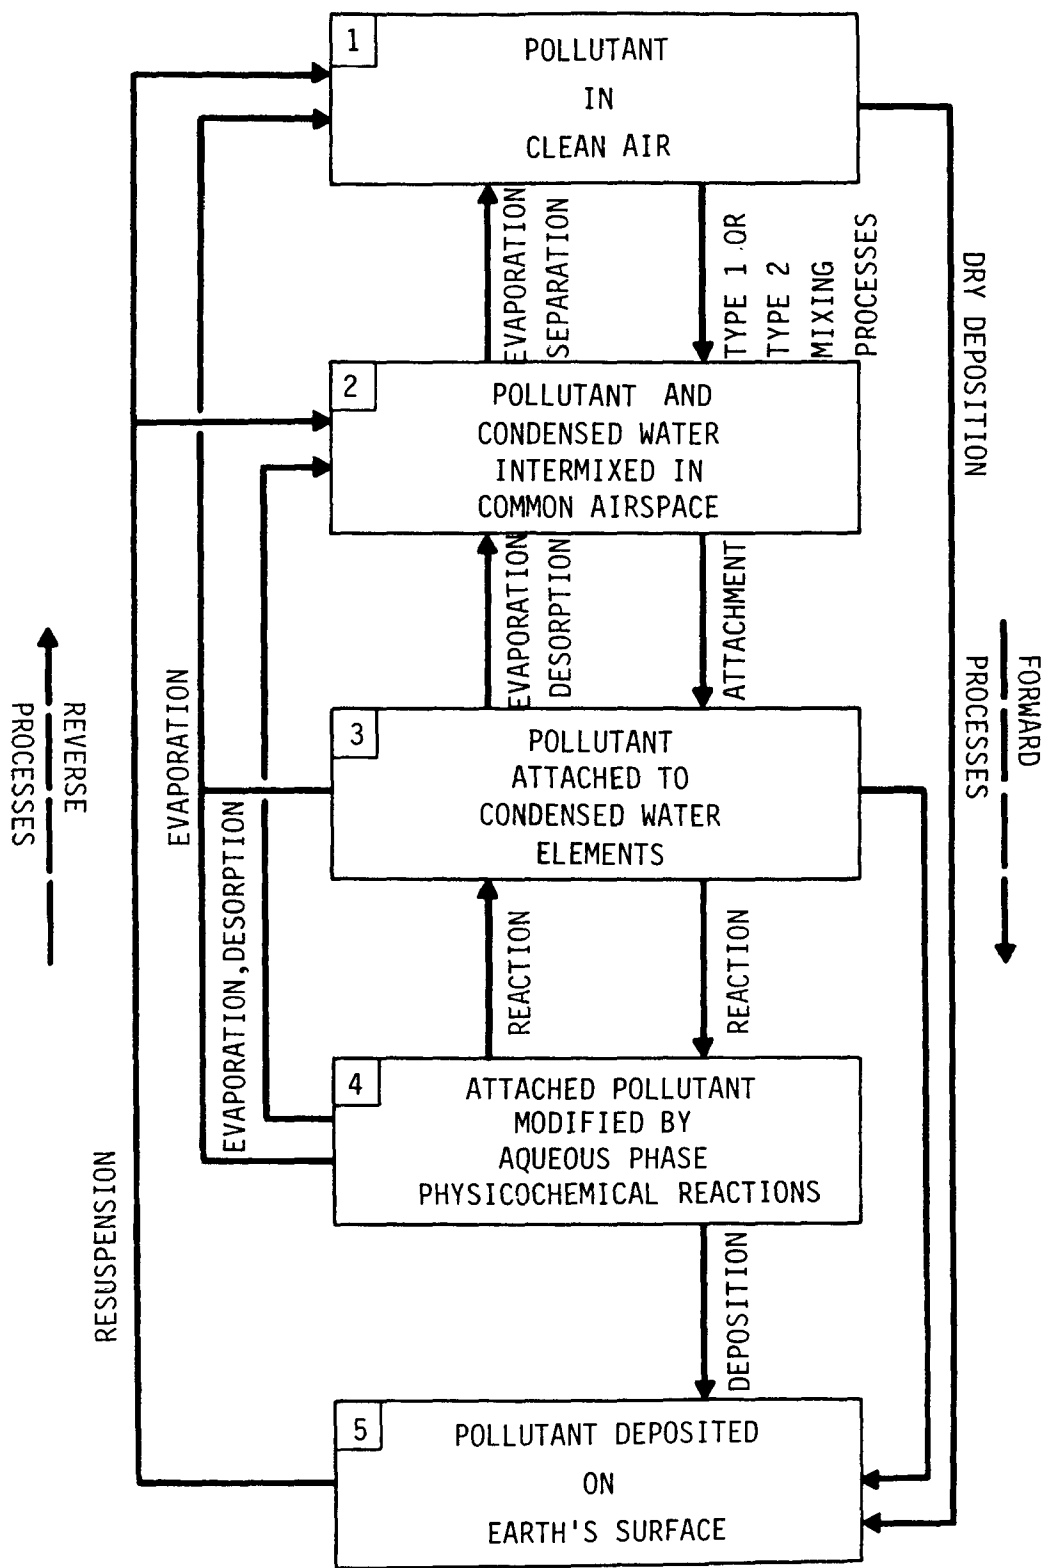 1
POLLUTANT
IN
CLEAN AIR
EVAPORATION
SEPARATION
TYPE 1 OR
TYPE 2
MIXING
PROCESSES
DRY DEPOSITION
2
POLLUTANT AND
CONDENSED WATER
INTERMIXED IN
COMMON AIRSPACE
EVAPORATION
DESORPTION
ATTACHMENT
FORWARD
PROCESSES
REVERSE
PROCESSES
EVAPORATION
3
POLLUTANT
ATTACHED TO
CONDENSED WATER
ELEMENTS
EVAPORATION,DESORPTION
REACTION
REACTION
4
ATTACHED POLLUTANT
MODIFIED BY
AQUEOUS PHASE
PHYSICOCHEMICAL REACTIONS
RESUSPENSION
DEPOSITION
5
POLLUTANT DEPOSITED
ON
EARTH'S SURFACE